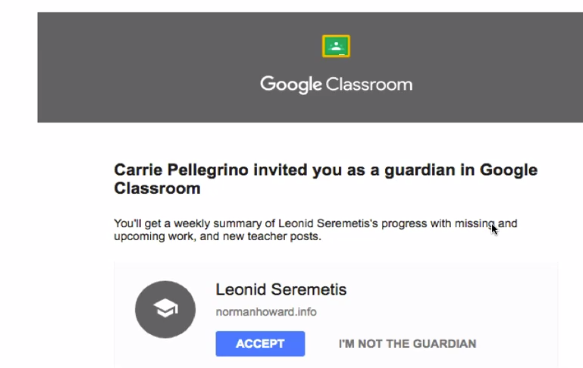 Google Classroom
Carrie Pellegrino invited you as a guardian in Google
Classroom
You'll get a weekly summary of Leonid Seremetis's progress with missing and
upcoming work, and new teacher posts.
Leonid Seremetis
normanhoward.info
ACCEPT I'M NOT THE GUARDIAN